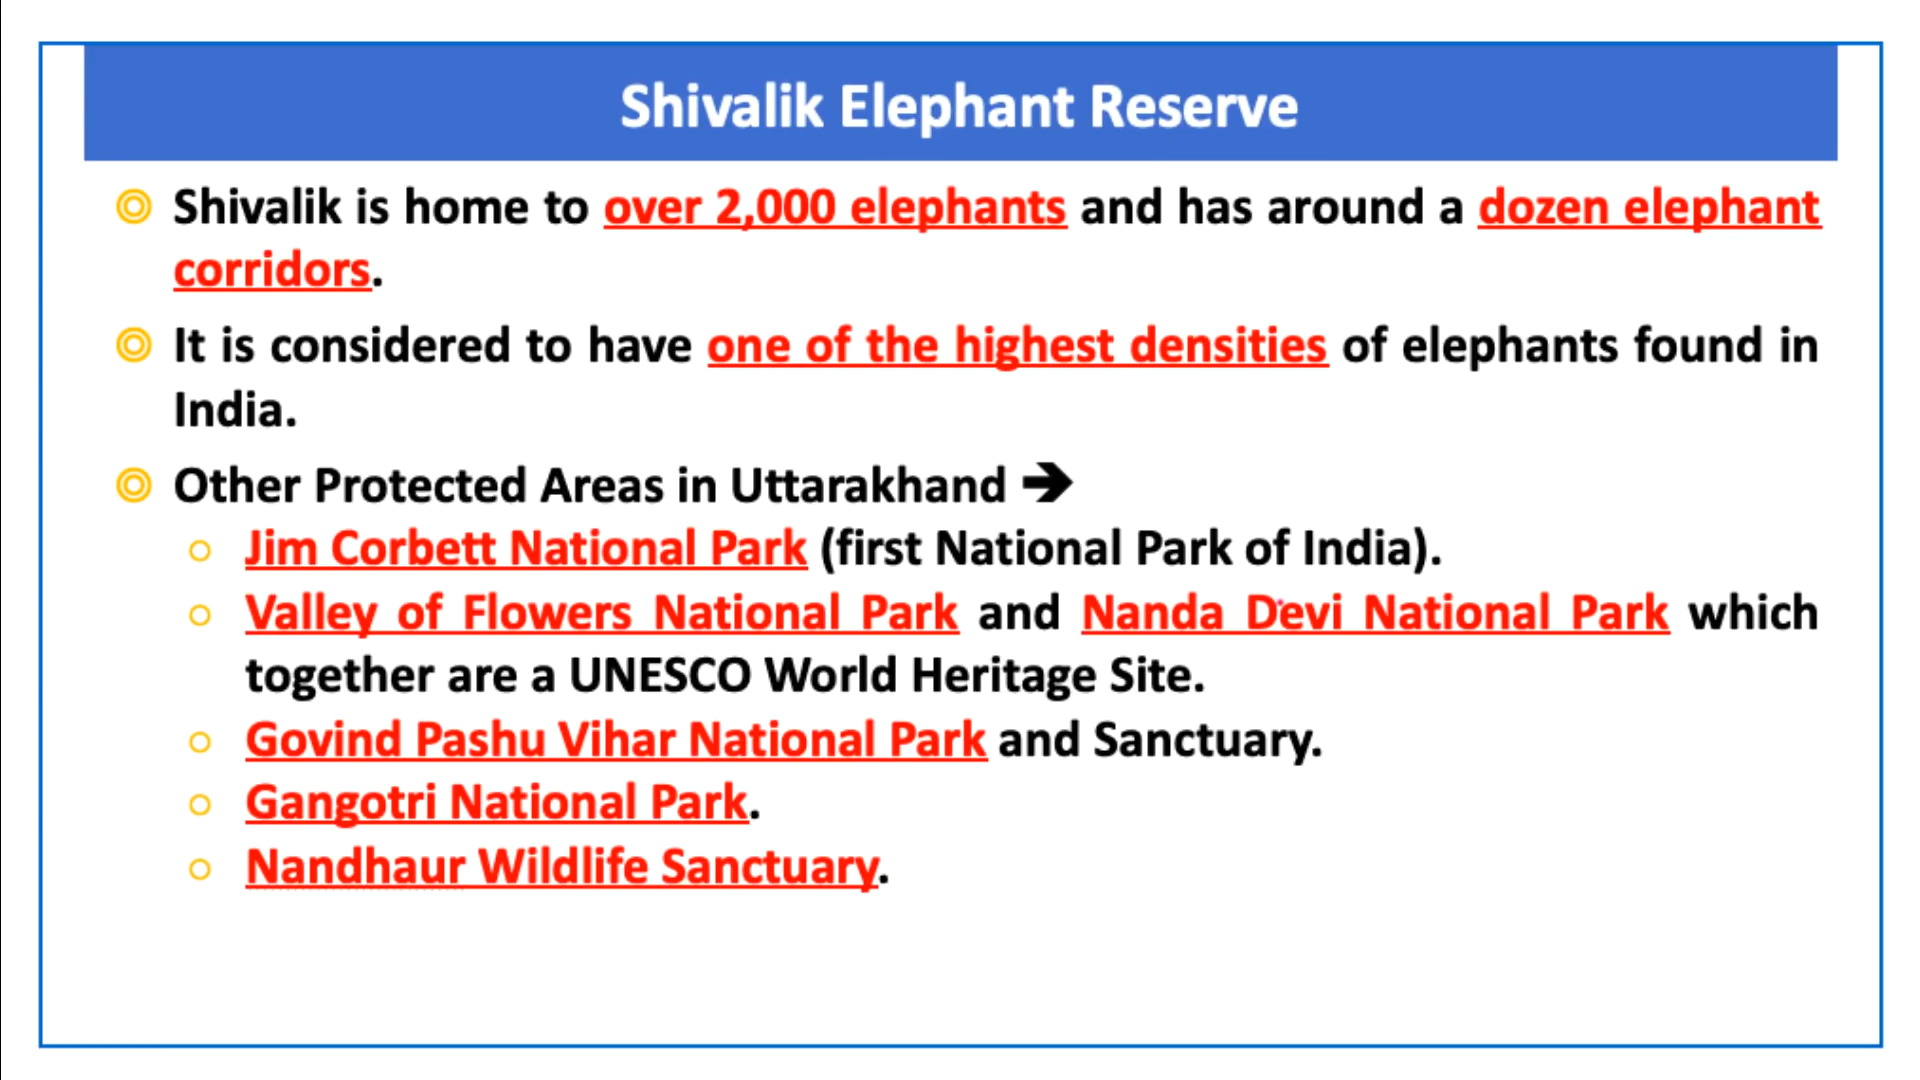 Shivalik Elephant Reserve
Shivalik is home to over 2,000 elephants and has around a dozen elephant
corridors.
It is considered to have one of the highest densities of elephants found in
India.
Other Protected Areas in Uttarakhand ➔
Jim Corbett National Park (first National Park of India).
Valley of Flowers National Park and Nanda Devi National Park which
together are a UNESCO World Heritage Site.
Govind Pashu Vihar National Park and Sanctuary.
Gangotri National Park.
Nandhaur Wildlife Sanctuary.